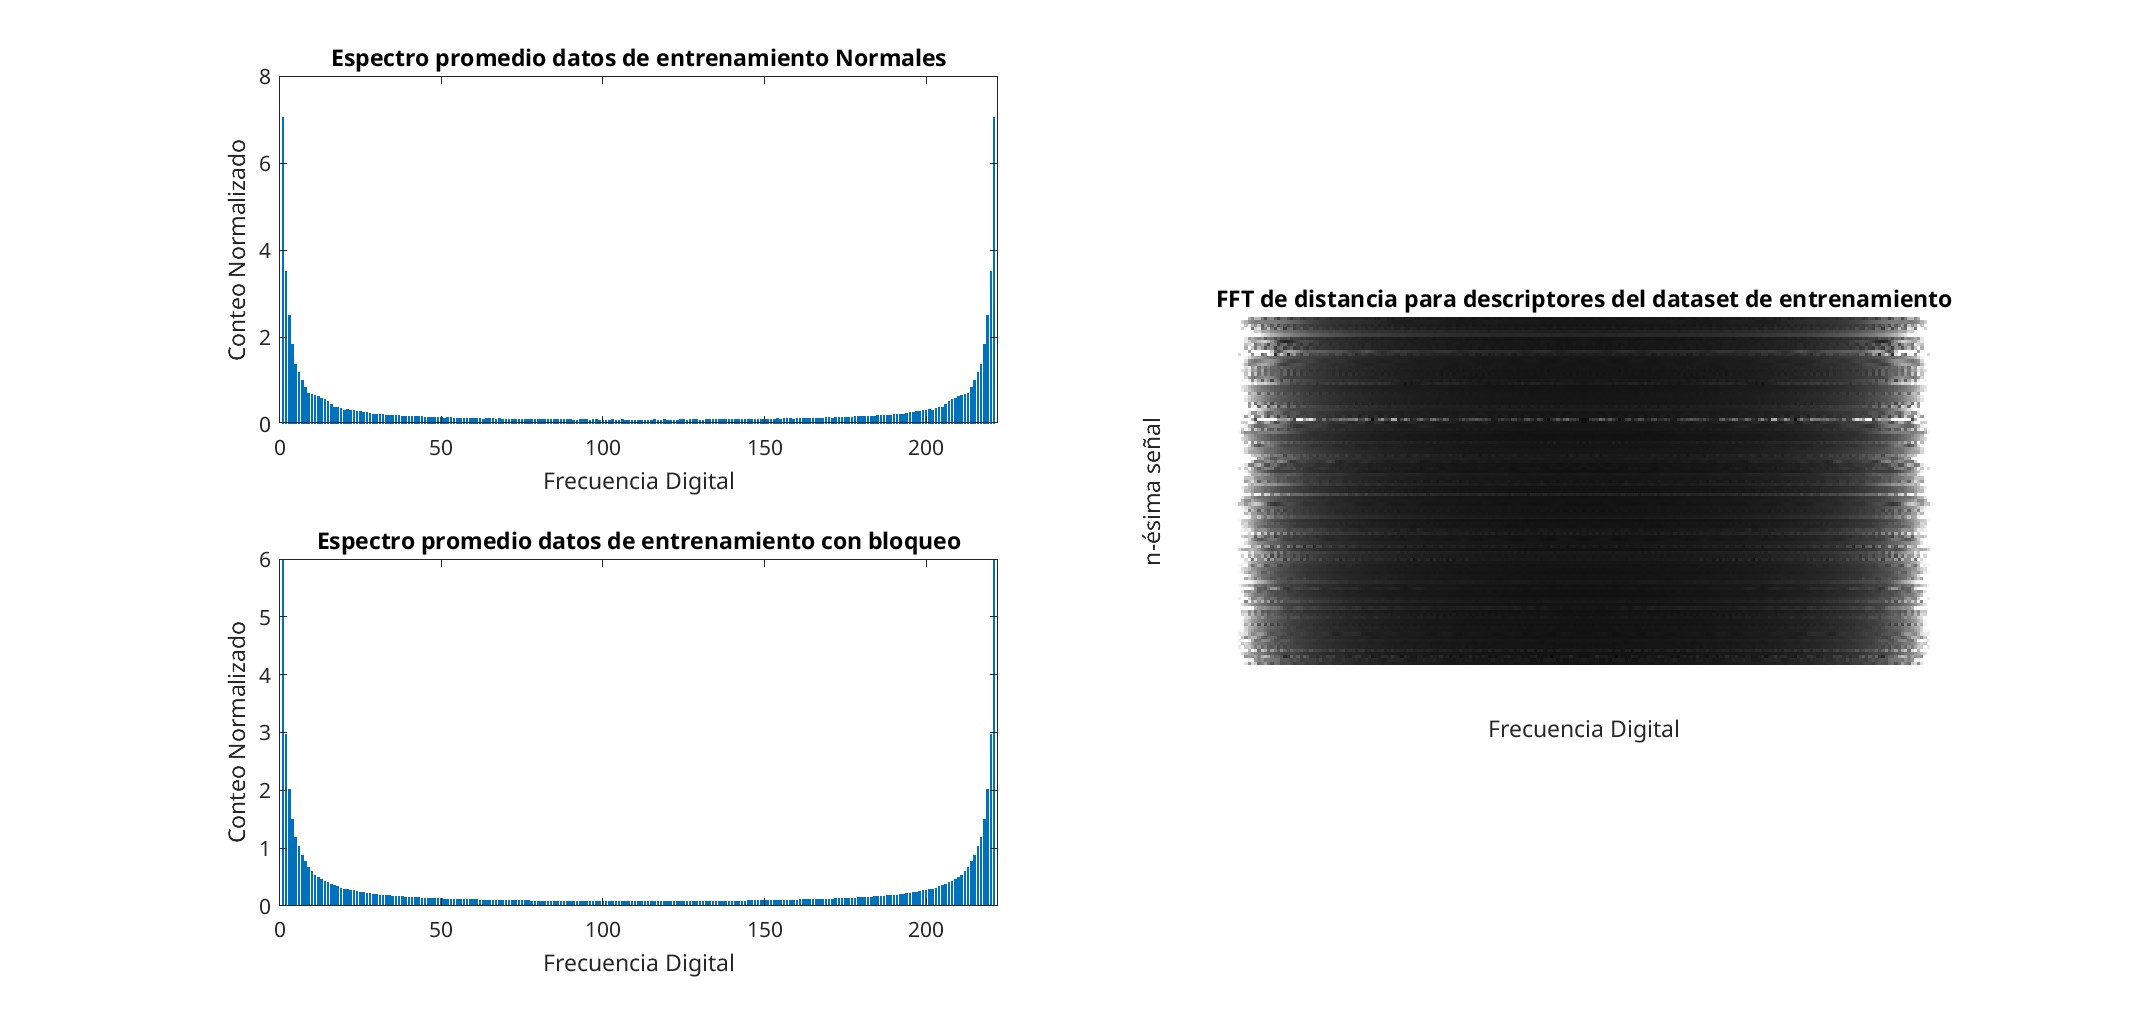 Espectro promedio datos de entrenamiento Normales
8
6
4
2
0
Conteo Normalizado
0 50 100 150 200
Frecuencia Digital
Espectro promedio datos de entrenamiento con bloqueo
6
5
4
3
2
1
0
Conteo Normalizado
0 50 100 150 200
Frecuencia Digital
FFT de distancia para descriptores del dataset de entrenamiento
n-ésima señal
Frecuencia Digital